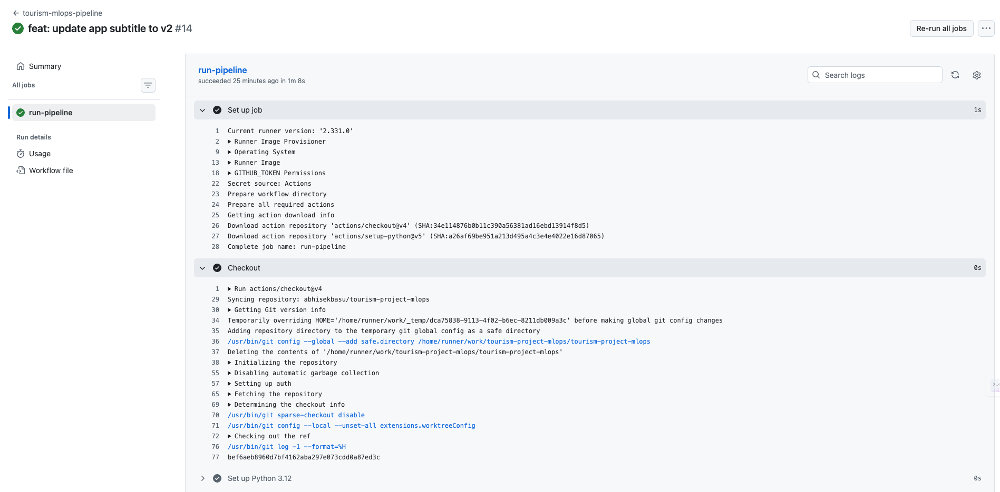 tourism-mlops-pipeline
feat: update app subtitle to v2 #14
Re-run all jobs
Summary
All jobs
run-pipeline
Run details
Usage
Workflow file
run-pipeline
succeeded 25 minutes ago in 1m 8s
Search logs
Set up job 1s
1 Current runner version: '2.331.0'
2 Runner Image Provisioner
9 Operating System
13 Runner Image
18 GITHUB_TOKEN Permissions
22 Secret source: Actions
23 Prepare workflow directory
24 Prepare all required actions
25 Getting action download info
26 Download action repository 'actions/checkout@v4' (SHA:34e114876b0b11c390a56381ad16ebd13914f8d5)
27 Download action repository 'actions/setup-python@v5' (SHA:a26af69be951a213d495a4c3e4e4022e16d87065)
28 Complete job name: run-pipeline
Checkout 0s
1 Run actions/checkout@v4
29 Syncing repository: abhisekbasu/tourism-project-mlops
30 Getting Git version info
34 Temporarily overriding HOME='/home/runner/work/_temp/dca75838-9113-4f02-b6ec-8211db009a3c' before making global git config changes
35 Adding repository directory to the temporary git global config as a safe directory
36 /usr/bin/git config --global --add safe.directory /home/runner/work/tourism-project-mlops/tourism-project-mlops
37 Deleting the contents of '/home/runner/work/tourism-project-mlops/tourism-project-mlops'
38 Initializing the repository
55 Disabling automatic garbage collection
57 Setting up auth
65 Fetching the repository
69 Determining the checkout info
70 /usr/bin/git sparse-checkout disable
71 /usr/bin/git config --local --unset-all extensions.worktreeConfig
72 Checking out the ref
76 /usr/bin/git log -1 --format=%H
77 bef6aeb8960d7bf4162aba297e073cdd0a87ed3c
Set up Python 3.12 0s